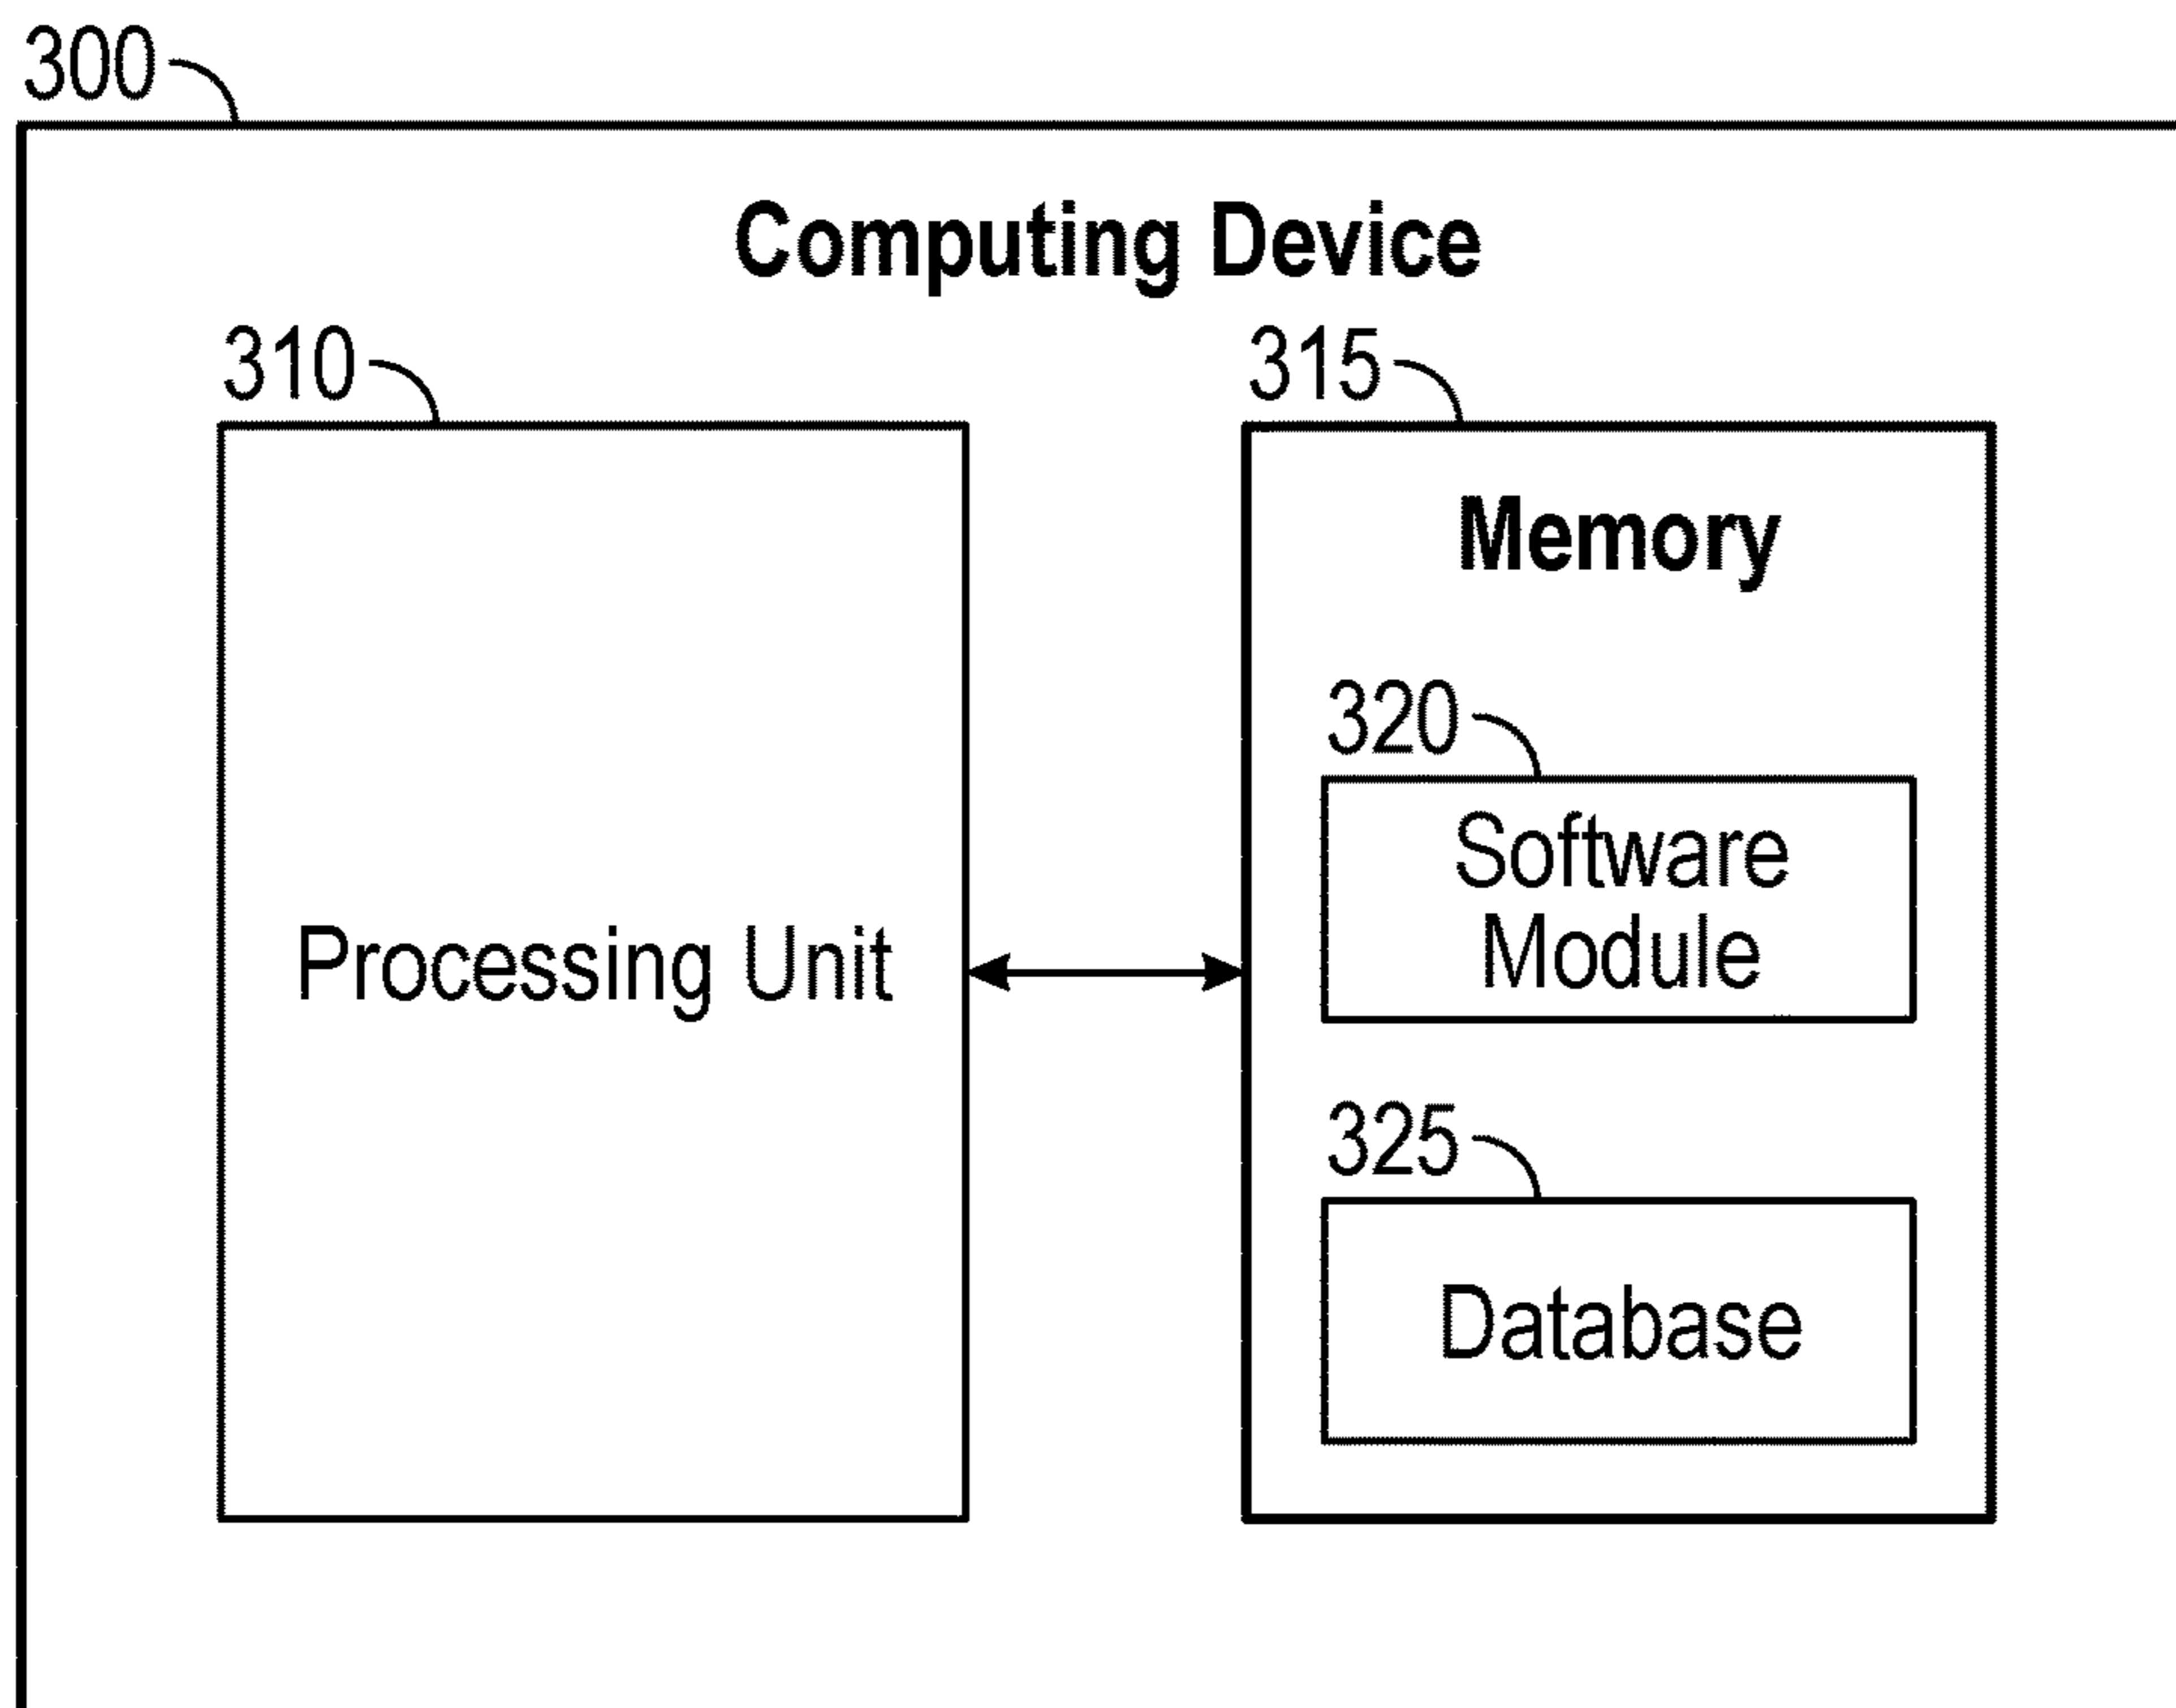 300
Computing Device
310
315
Memory
320
Software
Module
Processing Unit
325
Database